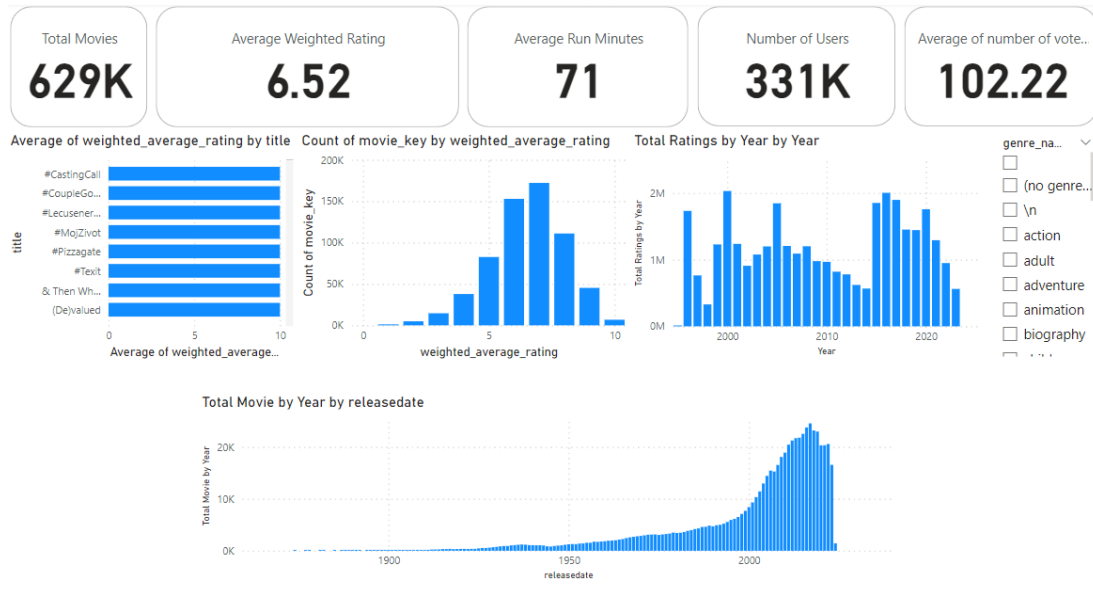 Total Movies
629K
Average Weighted Rating
6.52
Average Run Minutes
71
Number of Users
331K
Average of number of vote...
102.22
Average of weighted_average_rating by title
title
#CastingCall
#CoupleGo...
#Lecusener...
#MojZivot
#Pizzagate
#Texit
& Then Wh...
(De)valued
0
5
10
Average of weighted_average...
Count of movie_key by weighted_average_rating
Count of movie_key
200K
150K
100K
50K
0K
0
5
10
weighted_average_rating
Total Ratings by Year by Year
Total Ratings by Year
2M
1M
0M
2000
2010
2020
Year
genre_na...
(no genre...
\n
action
adult
adventure
animation
biography
Total Movie by Year by releasedate
Total Movie by Year
20K
10K
0K
1900
1950
2000
releasedate